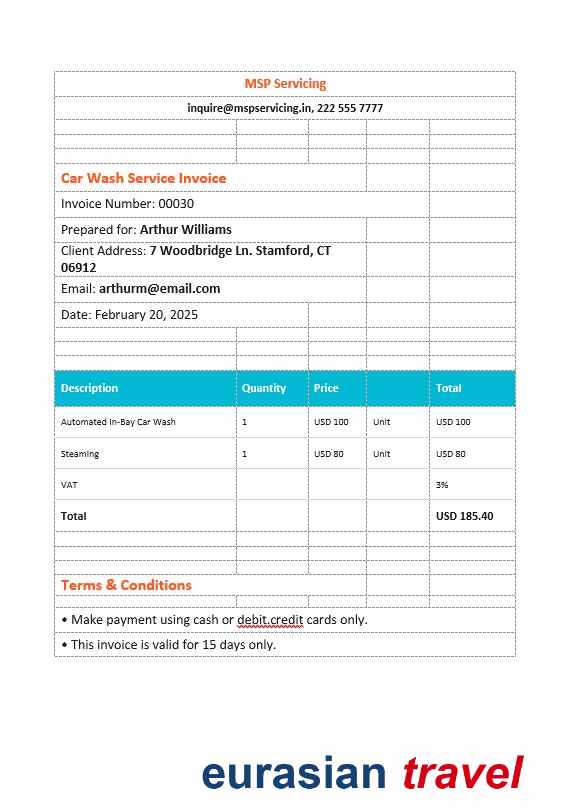 MSP Servicing
inquire@mspservicing.in, 222 555 7777
Car Wash Service Invoice
Invoice Number: 00030
Prepared for: Arthur Williams
Client Address: 7 Woodbridge Ln. Stamford, CT
06912
Email: arthurm@email.com
Date: February 20, 2025
Description Quantity Price Total
Automated In-Bay Car Wash 1 USD 100 Unit USD 100
Steaming 1 USD 80 Unit USD 80
VAT 3%
Total USD 185.40
Terms & Conditions
• Make payment using cash or debit.credit cards only.
• This invoice is valid for 15 days only.
eurasian travel